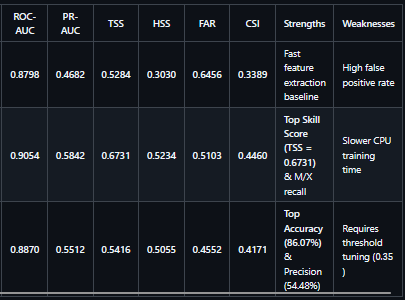 ROC-AUC PR-AUC TSS HSS FAR CSI Strengths Weaknesses
0.8798 0.4682 0.5284 0.3030 0.6456 0.3389 Fast feature extraction baseline High false positive rate
0.9054 0.5842 0.6731 0.5234 0.5103 0.4460 Top Skill Score (TSS = 0.6731) & M/X recall Slower CPU training time
0.8870 0.5512 0.5416 0.5055 0.4552 0.4171 Top Accuracy (86.07%) & Precision (54.48%) Requires threshold tuning (0.35)